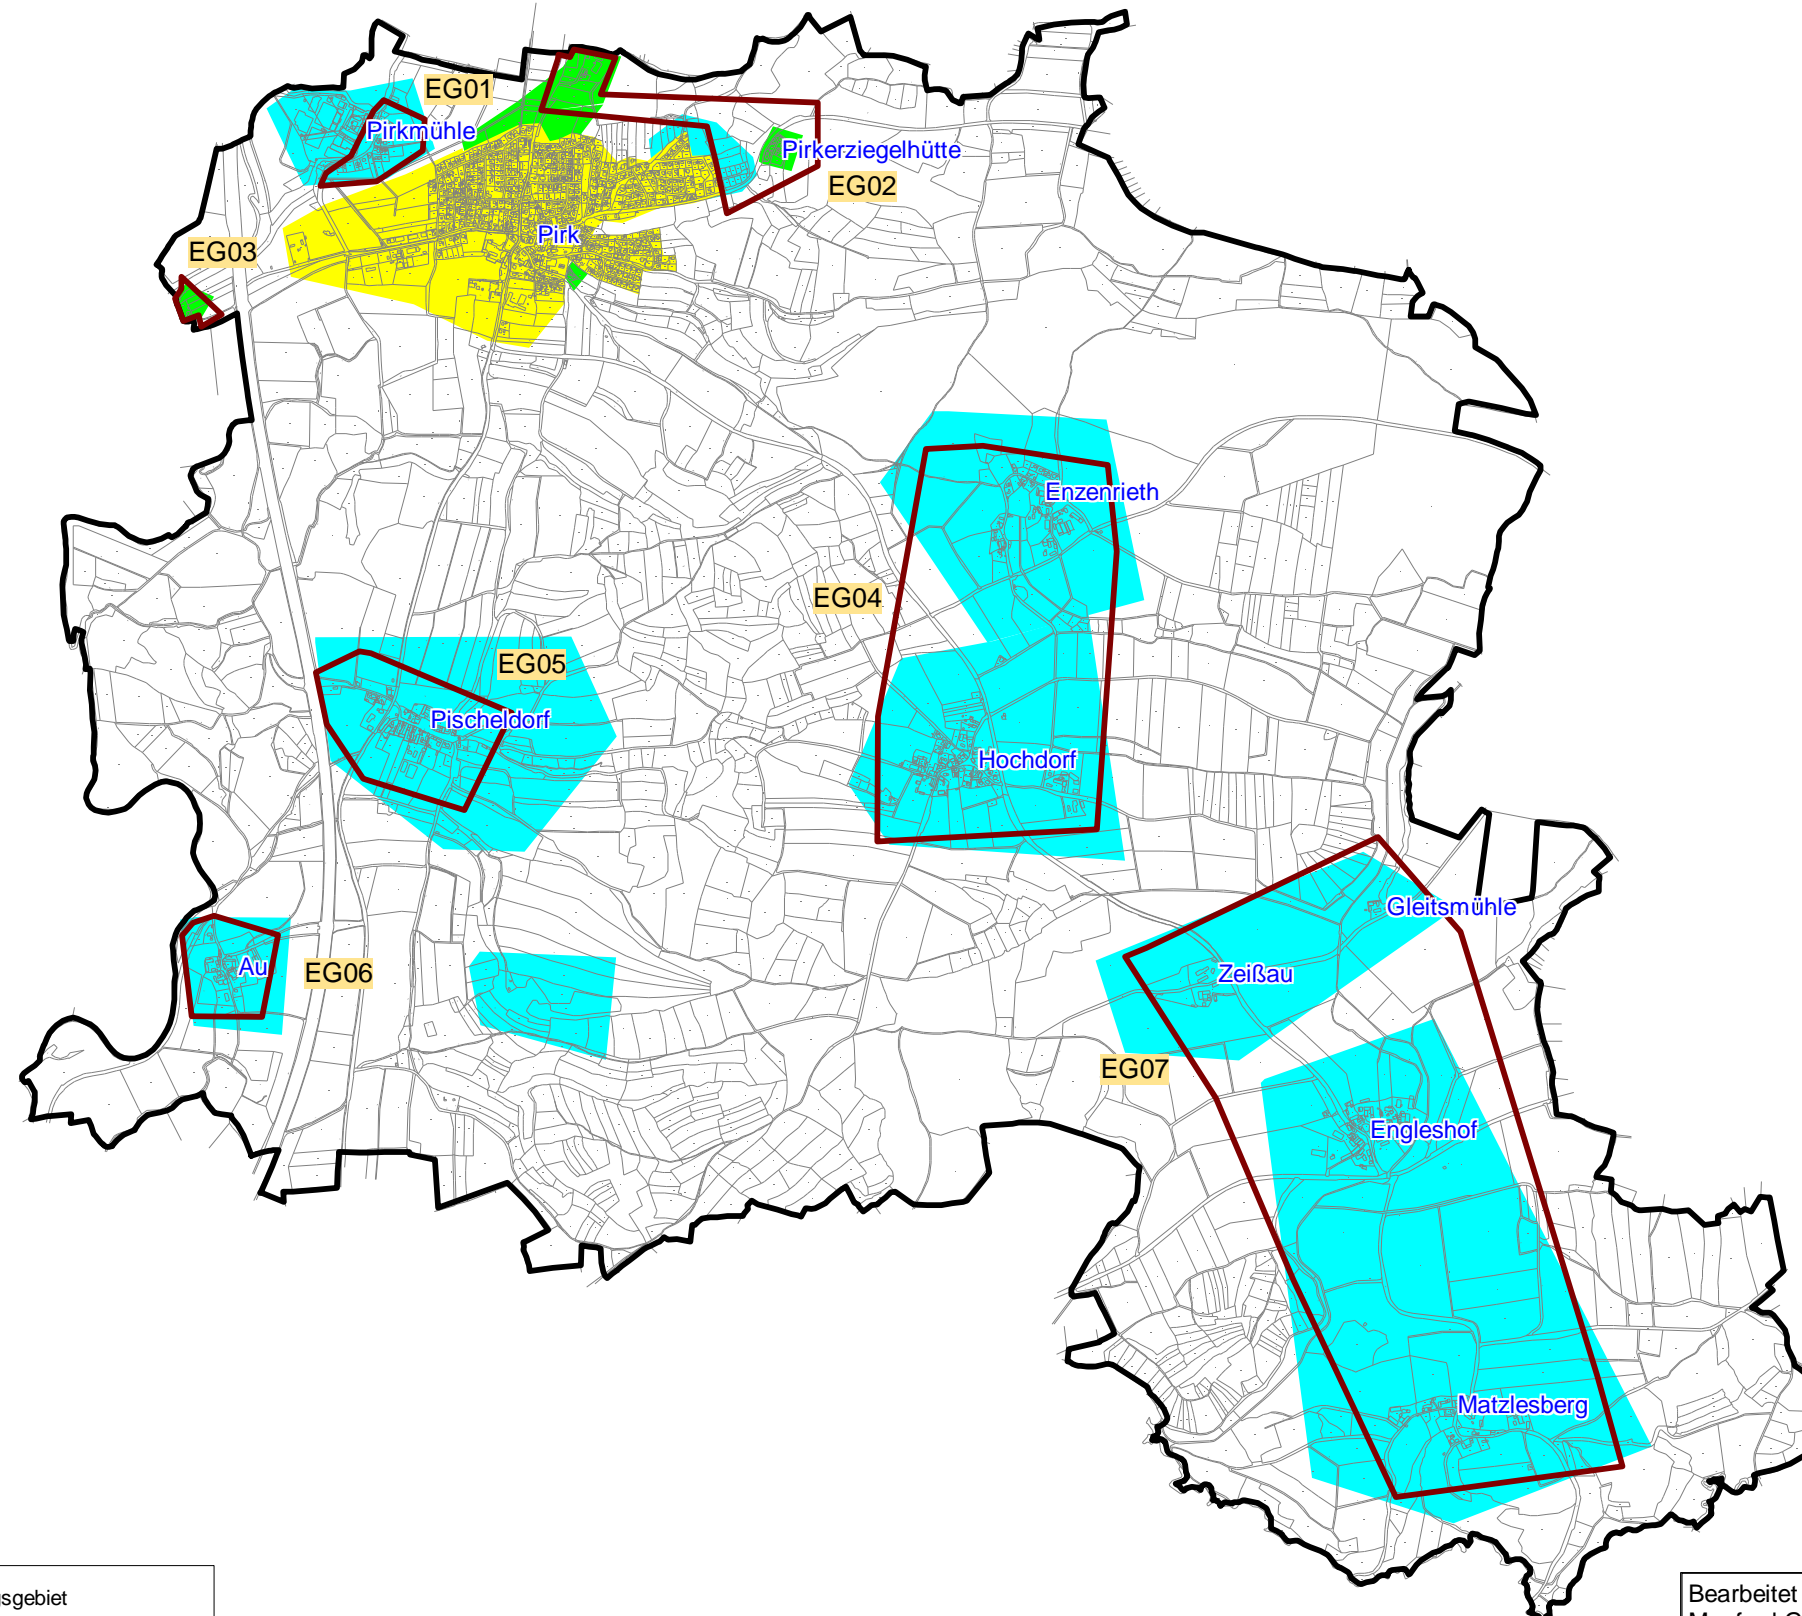 EG01
Pirkmühle
Pirkerziegelhütte
EG02
Pirk
EG03
Enzenrieth
EG04
EG05
Pischeldorf
Hochdorf
Gleitsmühle
Au
EG06
Zeißau
EG07
Engleshof
Matzlesberg
sgebiet
Bearbeitet